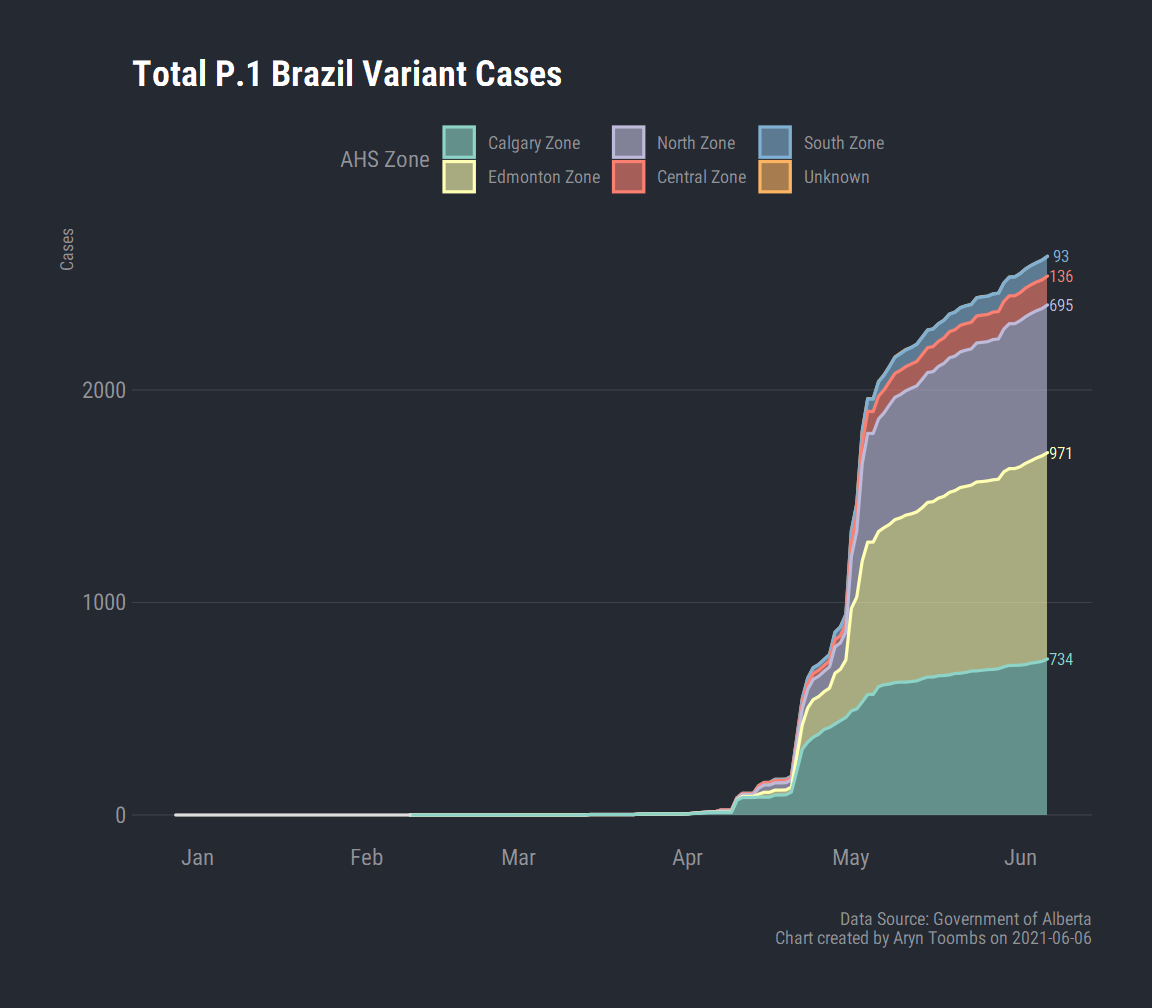 Total P.1 Brazil Variant Cases
AHS Zone
Calgary Zone
North Zone
South Zone
Edmonton Zone
Central Zone
Unknown
Cases
93
136
695
2000
971
1000
734
0
Jan Feb Mar Apr May Jun
Data Source: Government of Alberta
Chart created by Aryn Toombs on 2021-06-06